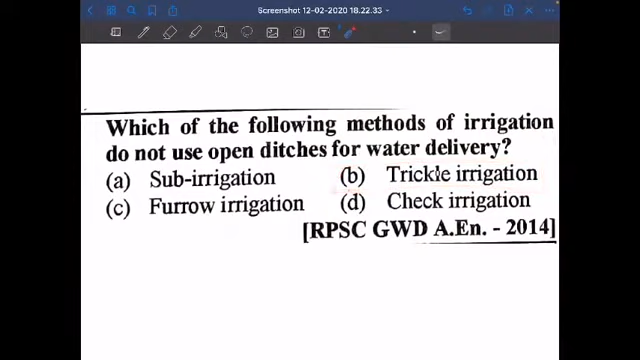 Screenshot 12-02-2020 18.22.33
Which of the following methods of irrigation
do not use open ditches for water delivery?
(a) Sub-irrigation (b) Trickle irrigation
(c) Furrow irrigation (d) Check irrigation
[RPSC GWD A.En. - 2014]